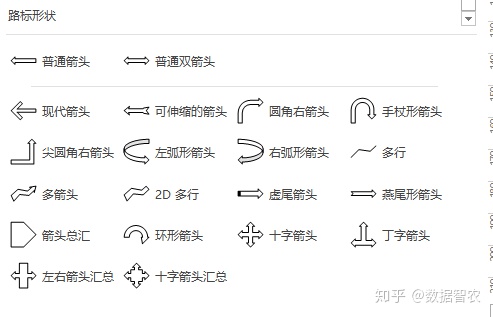 路标形状
普通箭头 普通双箭头
现代箭头 可伸缩的箭头 圆角右箭头 手杖形箭头
尖圆角右箭头 左弧形箭头 右弧形箭头 多行
多箭头 2D 多行 虚尾箭头 燕尾形箭头
箭头总汇 环形箭头 十字箭头 丁字箭头
左右箭头汇总 十字箭头汇总
知乎 @数据智农